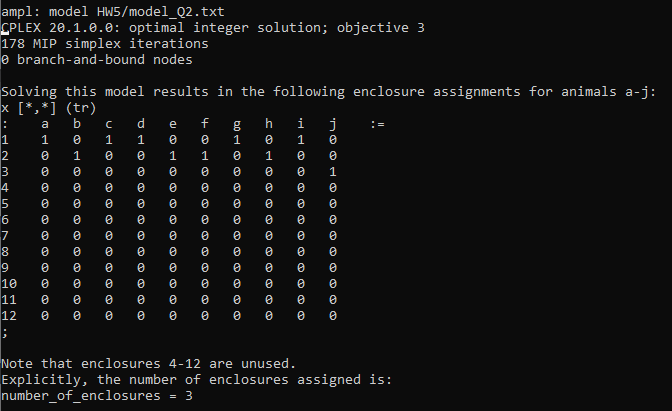 ampl: model HW5/model_Q2.txt
CPLEX 20.1.0.0: optimal integer solution; objective 3
178 MIP simplex iterations
0 branch-and-bound nodes
Solving this model results in the following enclosure assignments for animals a-j:
x [*,*] (tr)
:    a   b   c   d   e   f   g   h   i   j    :=
1    1   0   1   1   0   0   1   0   1   0
2    0   1   0   0   1   1   0   1   0   0
3    0   0   0   0   0   0   0   0   0   1
4    0   0   0   0   0   0   0   0   0   0
5    0   0   0   0   0   0   0   0   0   0
6    0   0   0   0   0   0   0   0   0   0
7    0   0   0   0   0   0   0   0   0   0
8    0   0   0   0   0   0   0   0   0   0
9    0   0   0   0   0   0   0   0   0   0
10   0   0   0   0   0   0   0   0   0   0
11   0   0   0   0   0   0   0   0   0   0
12   0   0   0   0   0   0   0   0   0   0
;
Note that enclosures 4-12 are unused.
Explicitly, the number of enclosures assigned is:
number_of_enclosures = 3